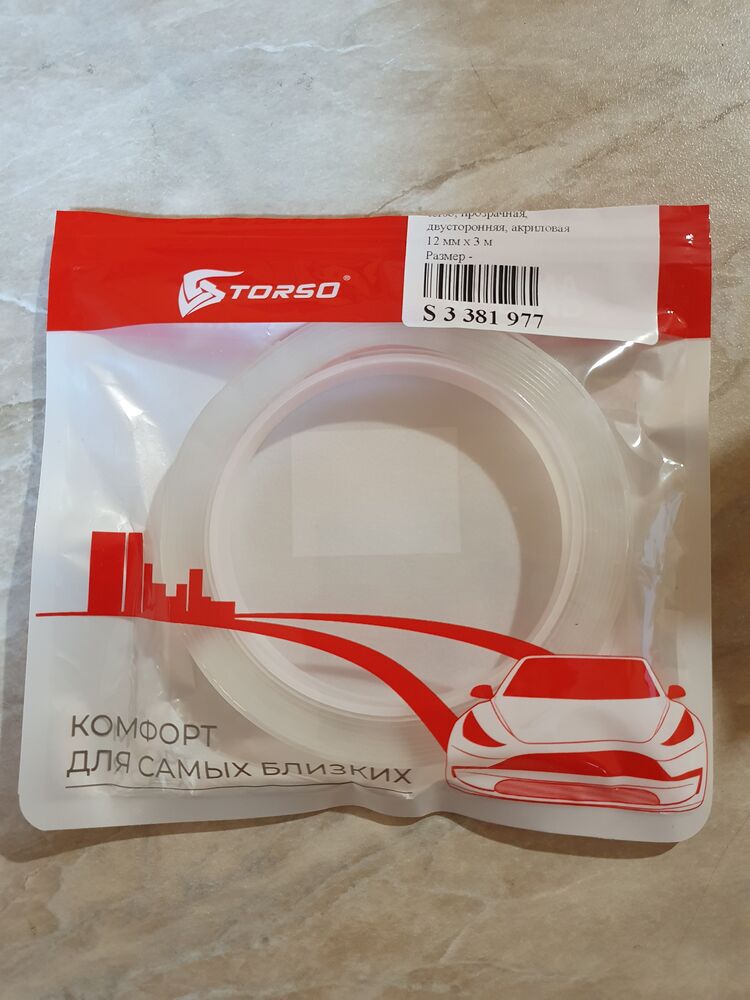 прозрачная,
двусторонняя, акриловая
12 мм х 3 м
Размер -
S 3 381 977
TORSO®
КОМФОРТ
ДЛЯ САМЫХ БЛИЗКИХ